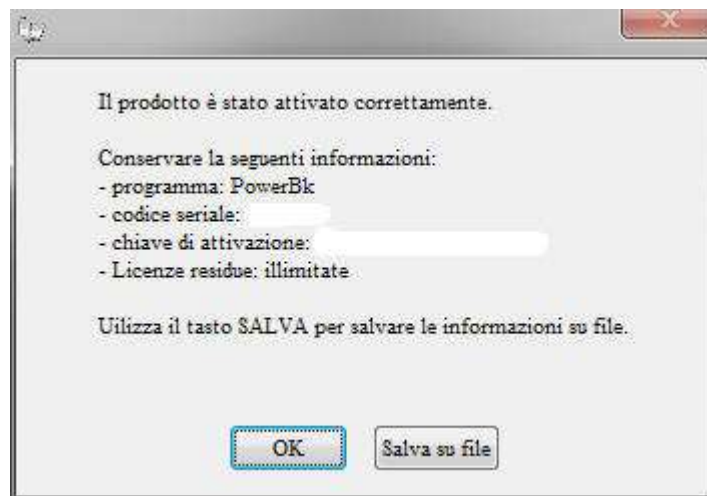 Il prodotto è stato attivato correttamente.
Conservare la seguenti informazioni:
- programma: PowerBk
- codice seriale:
- chiave di attivazione:
- Licenze residue: illimitate
Uilizza il tasto SALVA per salvare le informazioni su file.
OK
Salva su file